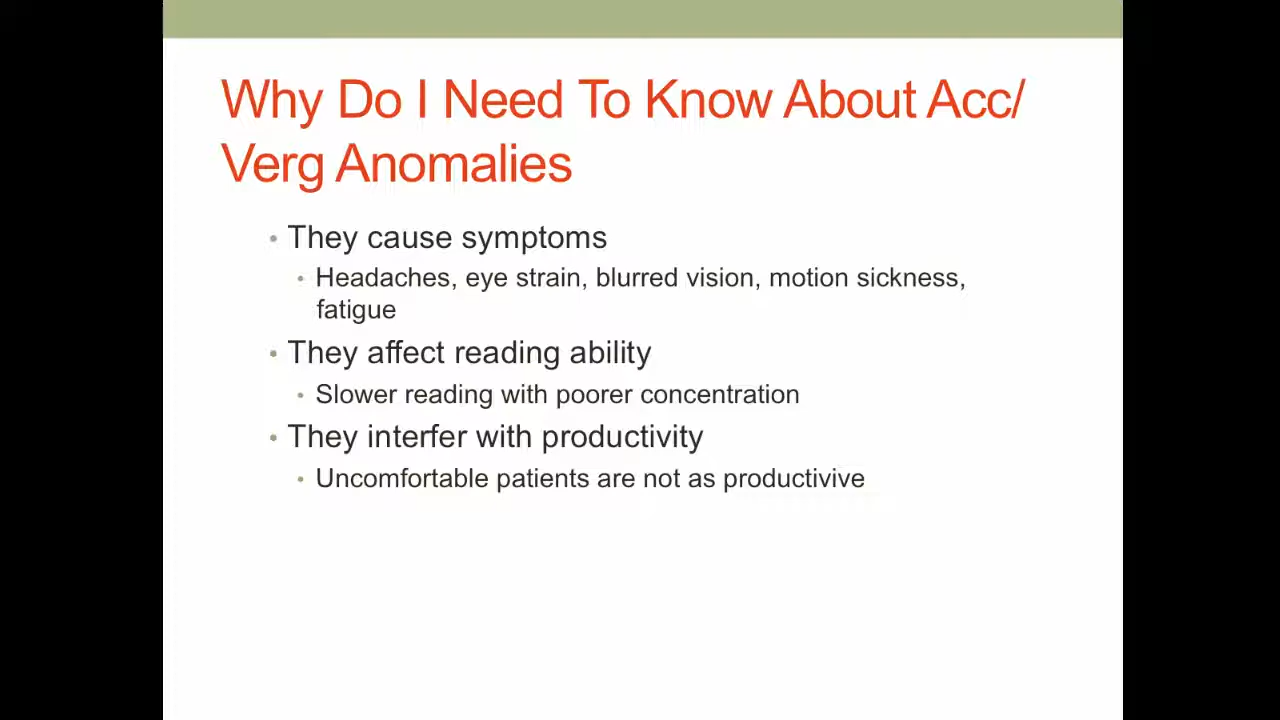 Why Do I Need To Know About Acc/
Verg Anomalies
• They cause symptoms
• Headaches, eye strain, blurred vision, motion sickness,
fatigue
• They affect reading ability
• Slower reading with poorer concentration
• They interfer with productivity
• Uncomfortable patients are not as productivive